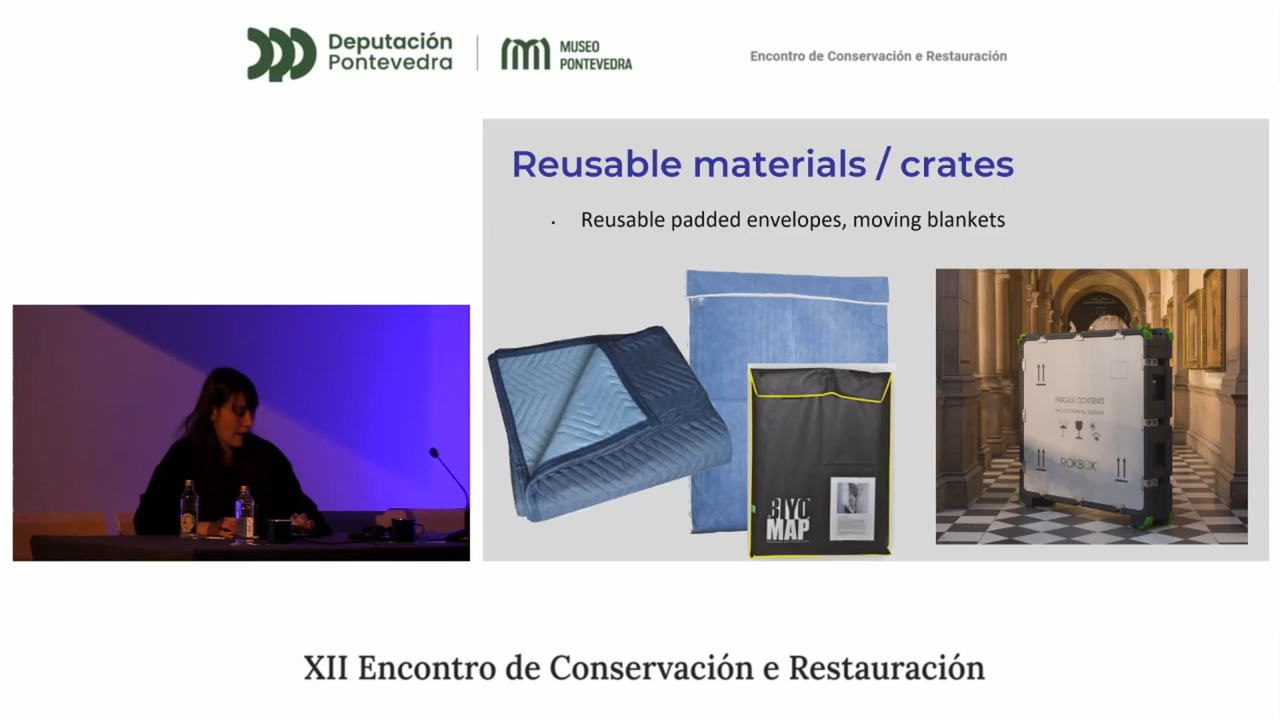 Deputación
Pontevedra
MUSEO
PONTEVEDRA
Encontro de Conservación e Restauración
Reusable materials / crates
• Reusable padded envelopes, moving blankets
BIYO
MAP
FRAGILE CONTENTS
ROKBOX
XII Encontro de Conservación e Restauración